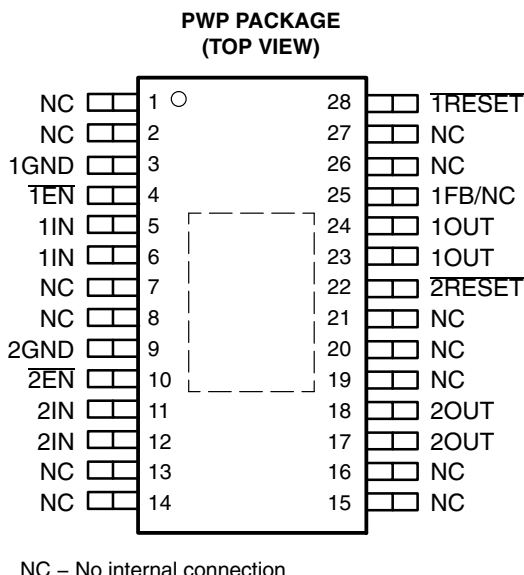 PWP PACKAGE
(TOP VIEW)
NC 1 28 1RESET
NC 2 27 NC
1GND 3 26 NC
1EN 4 25 1FB/NC
1IN 5 24 1OUT
1IN 6 23 1OUT
NC 7 22 2RESET
NC 8 21 NC
2GND 9 20 NC
2EN 10 19 NC
2IN 11 18 2OUT
2IN 12 17 2OUT
NC 13 16 NC
NC 14 15 NC
NC – No internal connection